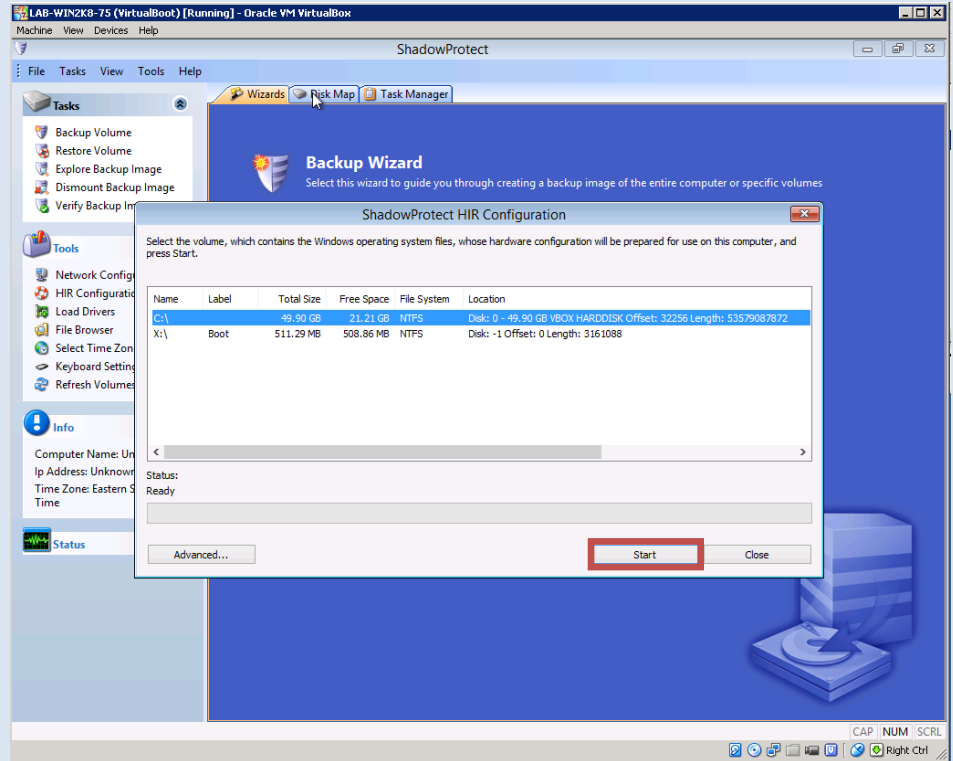 LAB-WIN2K8-75 (VirtualBoot) [Running] - Oracle VM VirtualBox
Machine View Devices Help
ShadowProtect
File Tasks View Tools Help
Wizards Disk Map Task Manager
Tasks
Backup Volume
Restore Volume
Explore Backup Image
Dismount Backup Image
Verify Backup Im
Backup Wizard
Select this wizard to guide you through creating a backup image of the entire computer or specific volumes
ShadowProtect HIR Configuration
Select the volume, which contains the Windows operating system files, whose hardware configuration will be prepared for use on this computer, and
press Start.
Name Label Total Size Free Space File System Location
C:\ 49.90 GB 21.21 GB NTFS Disk: 0 - 49.90 GB VBOX HARDDISK Offset: 32256 Length: 53579087872
X:\ Boot 511.29 MB 508.86 MB NTFS Disk: -1 Offset: 0 Length: 3161088
Status:
Ready
Advanced... Start Close
Tools
Network Config
HIR Configuratio
Load Drivers
File Browser
Select Time Zon
Keyboard Setting
Refresh Volumes
Info
Computer Name: Un
Ip Address: Unknown
Time Zone: Eastern S
Time
Status
CAP NUM SCRL
Right Ctrl